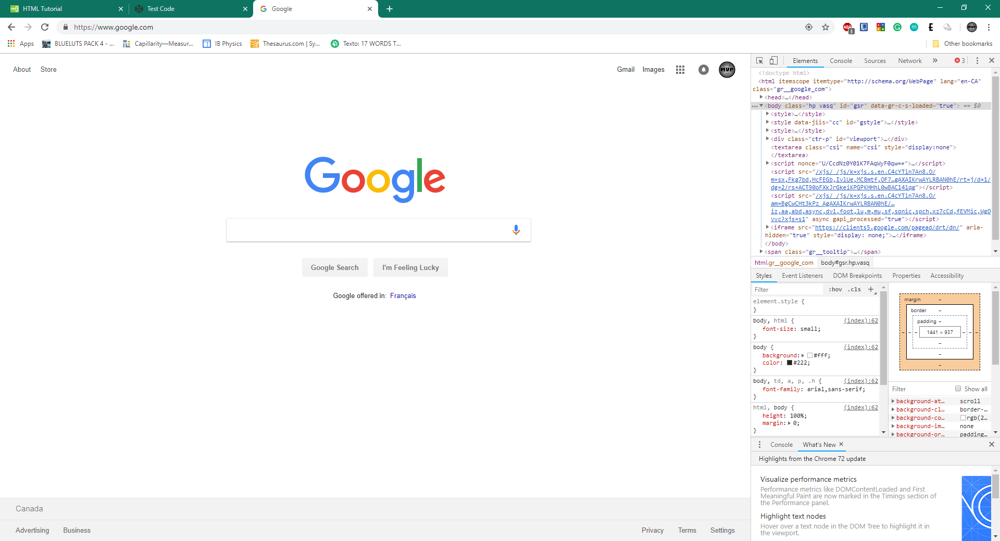 HTML Tutorial
Test Code
Google
https://www.google.com
ABP
3
m
MVP
Apps
BLUELUTS PACK 4 - ...
Capillarity—Measur...
IB Physics
Thesaurus.com | Sy...
Texto: 17 WORDS T...
Other bookmarks
About Store
Gmail Images
MVP
Google
Google Search
I'm Feeling Lucky
Google offered in: Français
Canada
Advertising Business
Privacy Terms Settings
Elements Console Sources Network » 3
<!doctype html>
<html itemscope itemtype="http://schema.org/WebPage" lang="en-CA"
class="gr__google_com">
<head>…</head>
<body class="hp vasq" id="gsr" data-gr-c-s-loaded="true"> == $0
<style>…</style>
<style data-jiis="cc" id="gstyle">…</style>
<style>…</style>
<div class="ctr-p" id="viewport">…</div>
<textarea class="csi" name="csi" style="display:none">
</textarea>
<script nonce="U/CcdNz0Y01K7FAqWyF0qw==">…</script>
<script src="/xjs/_/js/k=xjs.s.en.C4cYTin7An8.O/
m=sx,Fkg7bd,HcFEGb,IvlUe,MC8mtf,OF7…gAXAIKrwAYLRBAN0hE/rt=j/d=1/
dg=2/rs=ACT90oFXkJrGkeiKPGPKHHhL0wBAC141qg"></script>
<script src="/xjs/_/js/k=xjs.s.en.C4cYTin7An8.O/
am=BgCwCHt3kPz_AgAXAIKrwAYLRBAN0hE/…
iz,aa,abd,async,dvl,foot,lu,m,mu,sf,sonic,spch,xz7cCd,fEVMic,WgD
vvc?xjs=s1" async gapi_processed="true"></script>
<iframe src="https://clients5.google.com/pagead/drt/dn/" aria-
hidden="true" style="display: none;">…</iframe>
</body>
<span class="gr__tooltip">…</span>
html.gr__google_com body#gsr.hp.vasq
Styles Event Listeners DOM Breakpoints Properties Accessibility
Filter :hov .cls +
element.style {
}
body, html { (index):62
font-size: small;
}
body { (index):62
background: #fff;
color: #222;
}
body, td, a, p, .h { (index):62
font-family: arial,sans-serif;
}
html, body { (index):62
height: 100%;
margin: 0;
}
margin –
border –
padding –
– – – 1441 × 937 – – –
–
–
–
Filter Show all
background-at… scroll
background-cl… border-…
background-co… rgb(2…
background-im… none
background-or… padding…
Console What's New
Highlights from the Chrome 72 update
Visualize performance metrics
Performance metrics like DOMContentLoaded and First
Meaningful Paint are now marked in the Timings section of
the Performance panel.
Highlight text nodes
Hover over a text node in the DOM Tree to highlight it in
the viewport.